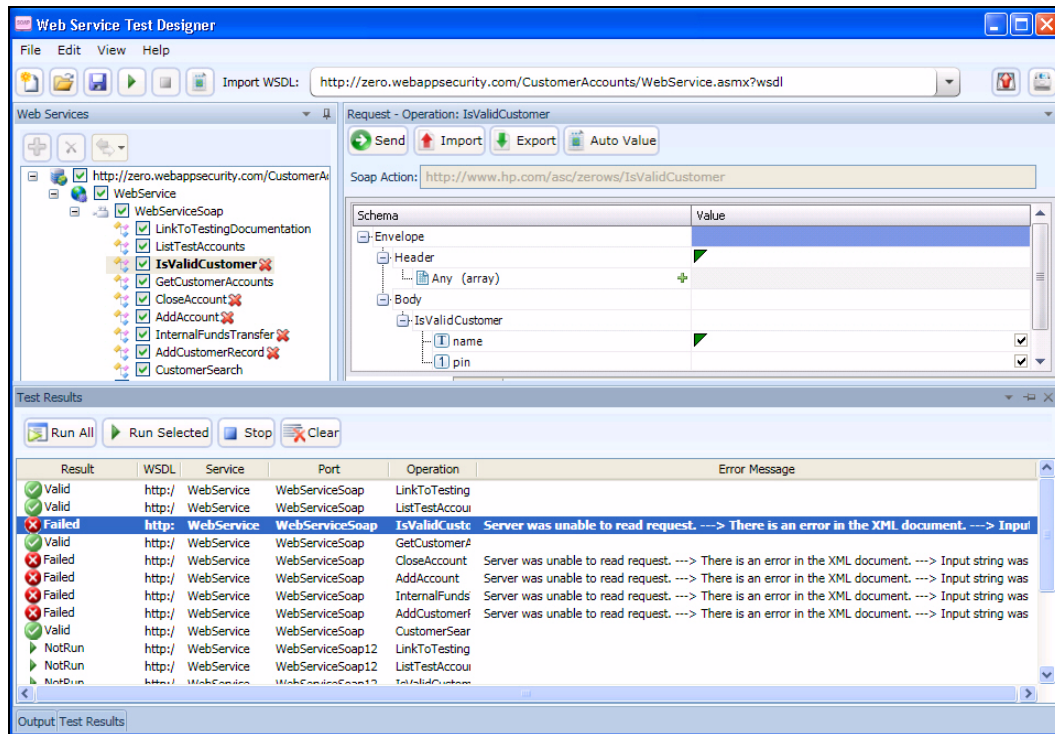 Web Service Test Designer
File Edit View Help
Import WSDL: http://zero.webappsecurity.com/CustomerAccounts/WebService.asmx?wsdl
Web Services
http://zero.webappsecurity.com/CustomerA
WebService
WebServiceSoap
LinkToTestingDocumentation
ListTestAccounts
IsValidCustomer
GetCustomerAccounts
CloseAccount
AddAccount
InternalFundsTransfer
AddCustomerRecord
CustomerSearch
Request - Operation: IsValidCustomer
Send Import Export Auto Value
Soap Action: http://www.hp.com/asc/zerows/IsValidCustomer
Schema Value
Envelope
Header
Any (array)
Body
IsValidCustomer
T name
1 pin
Test Results
Run All Run Selected Stop Clear
Result WSDL Service Port Operation Error Message
Valid http:/ WebService WebServiceSoap LinkToTesting
Valid http:/ WebService WebServiceSoap ListTestAccou
Failed http: WebService WebServiceSoap IsValidCusto Server was unable to read request. ---> There is an error in the XML document. ---> Input
Valid http:/ WebService WebServiceSoap GetCustomerA
Failed http:/ WebService WebServiceSoap CloseAccount Server was unable to read request. ---> There is an error in the XML document. ---> Input string was
Failed http:/ WebService WebServiceSoap AddAccount Server was unable to read request. ---> There is an error in the XML document. ---> Input string was
Failed http:/ WebService WebServiceSoap InternalFunds Server was unable to read request. ---> There is an error in the XML document. ---> Input string was
Failed http:/ WebService WebServiceSoap AddCustomerR Server was unable to read request. ---> There is an error in the XML document. ---> Input string was
Valid http:/ WebService WebServiceSoap CustomerSear
NotRun http:/ WebService WebServiceSoap12 LinkToTesting
NotRun http:/ WebService WebServiceSoap12 ListTestAccou
NotRun http:/ WebService WebServiceSoap12 IsValidCustom
Output Test Results